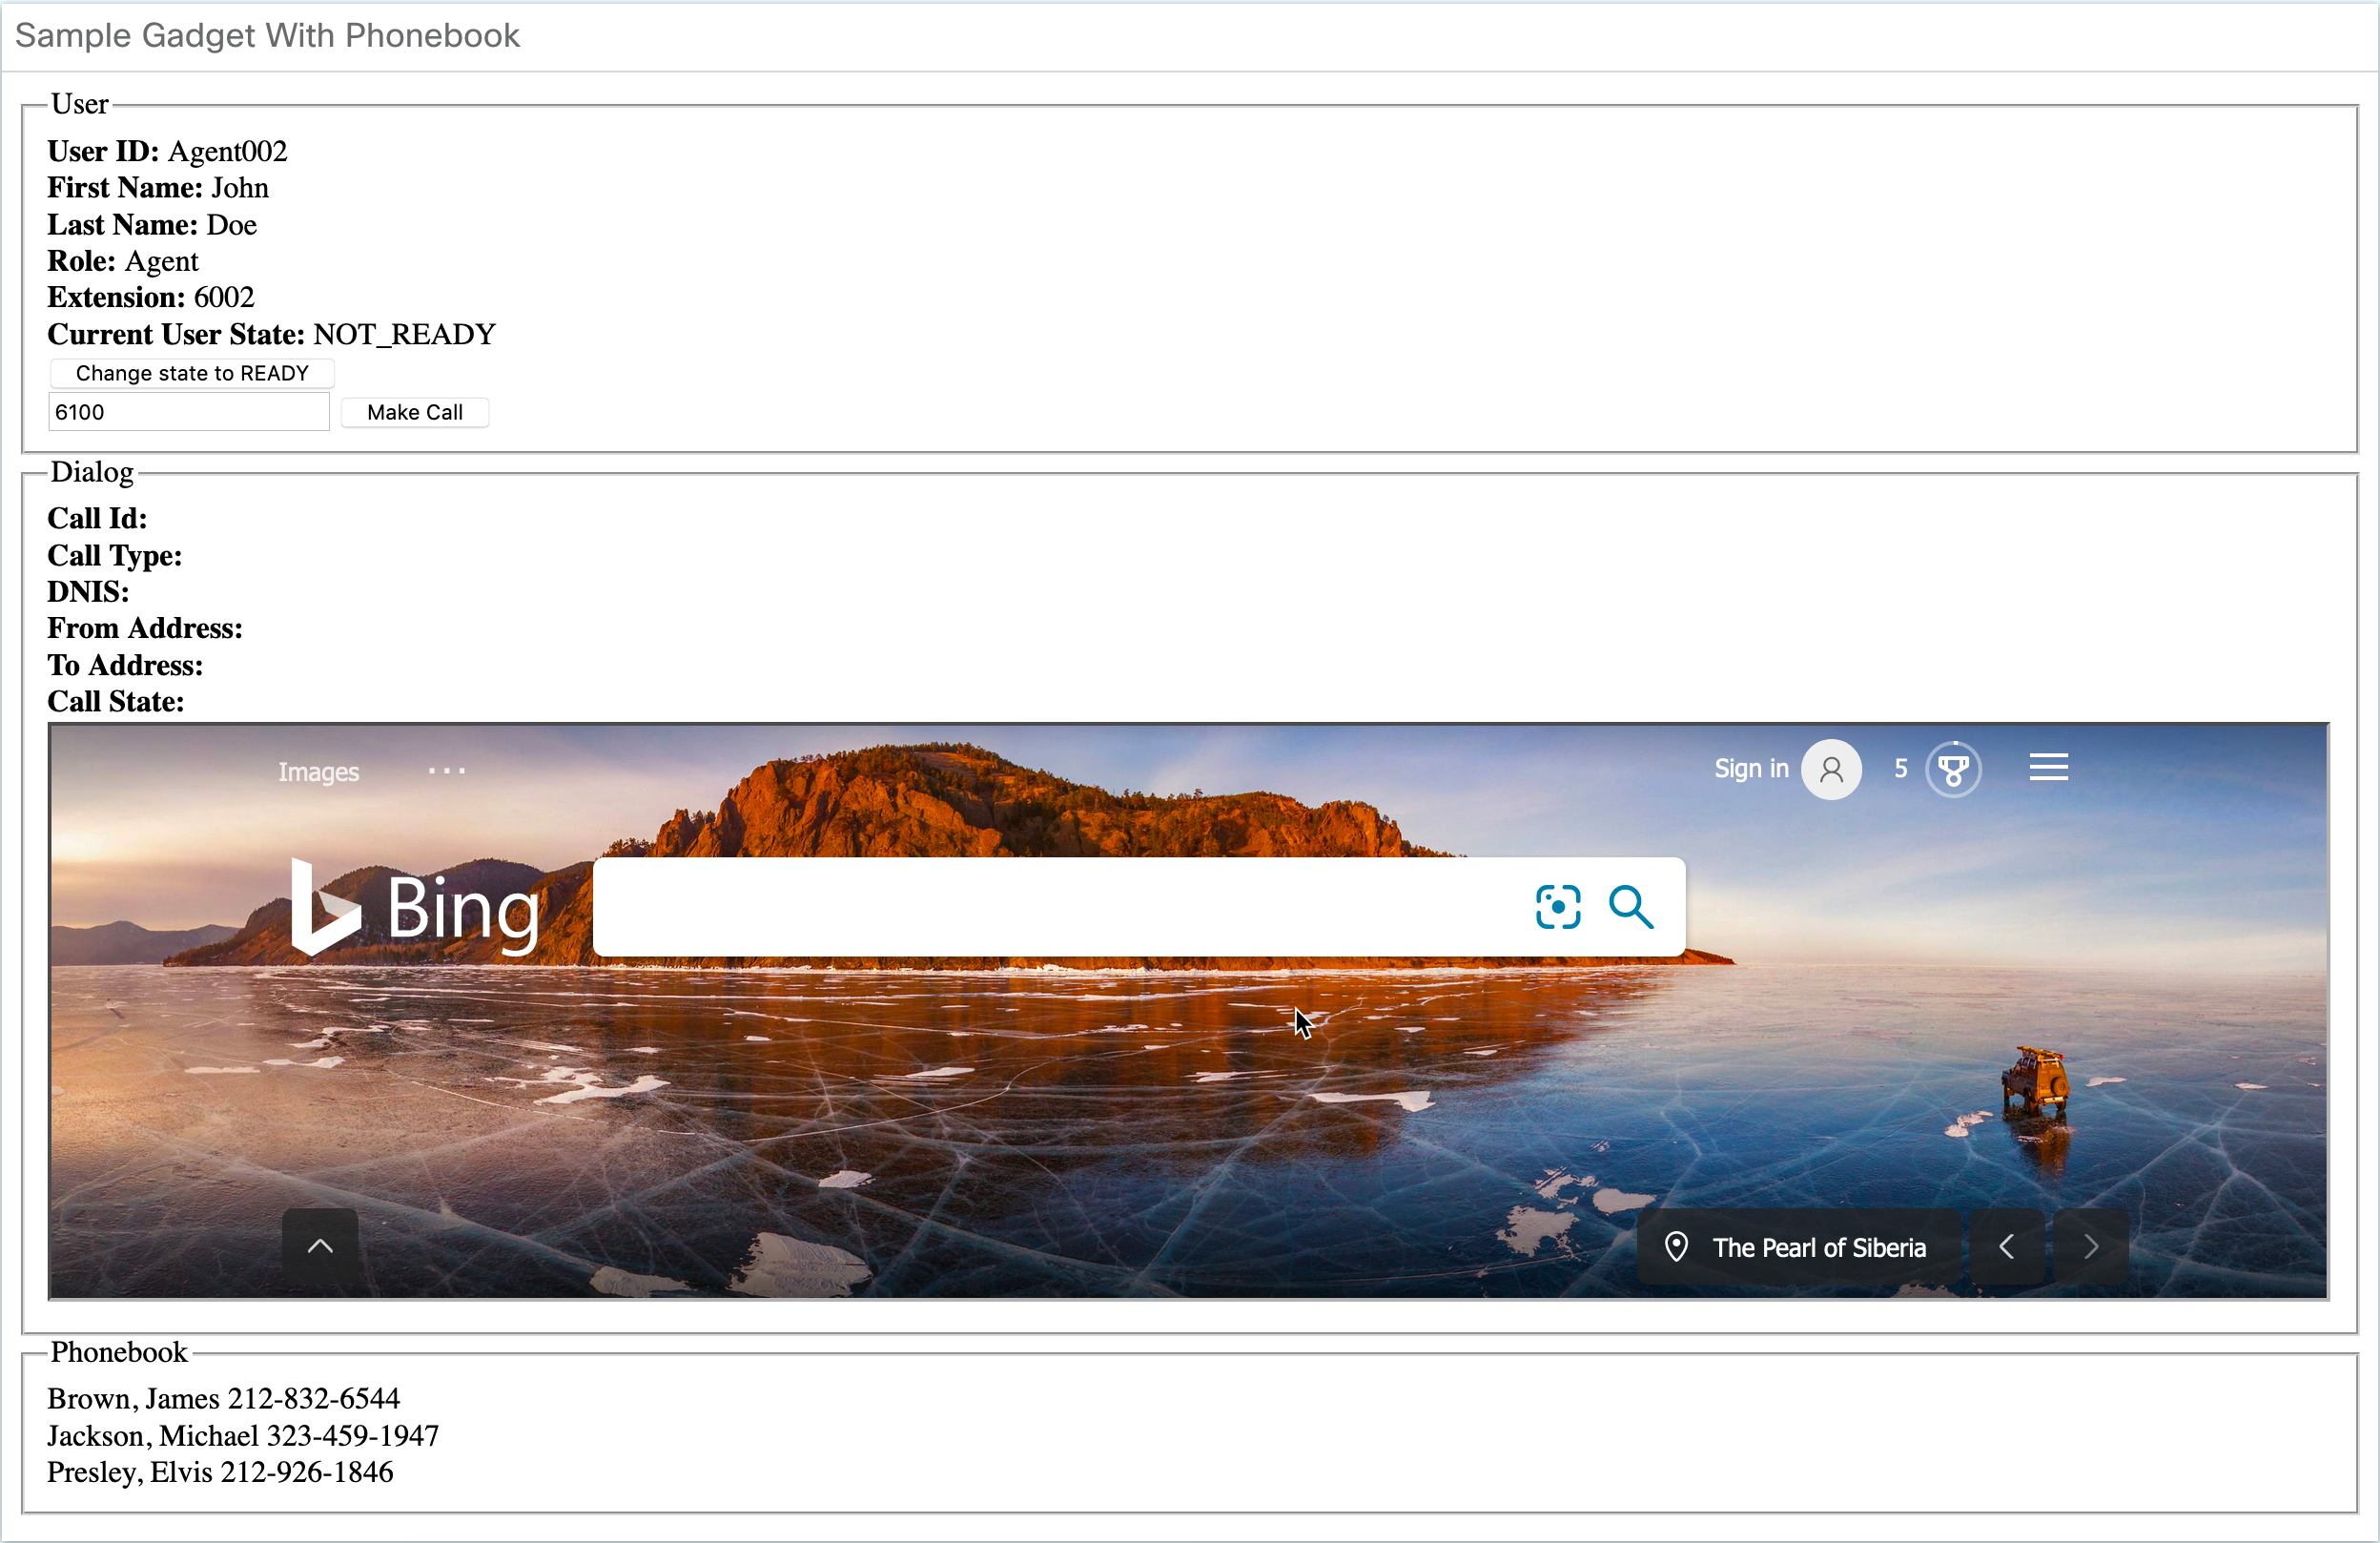 Sample Gadget With Phonebook
User
User ID: Agent002
First Name: John
Last Name: Doe
Role: Agent
Extension: 6002
Current User State: NOT_READY
Change state to READY
6100 Make Call
Dialog
Call Id:
Call Type:
DNIS:
From Address:
To Address:
Call State:
Images ... Sign in 5
Bing
The Pearl of Siberia
Phonebook
Brown, James 212-832-6544
Jackson, Michael 323-459-1947
Presley, Elvis 212-926-1846